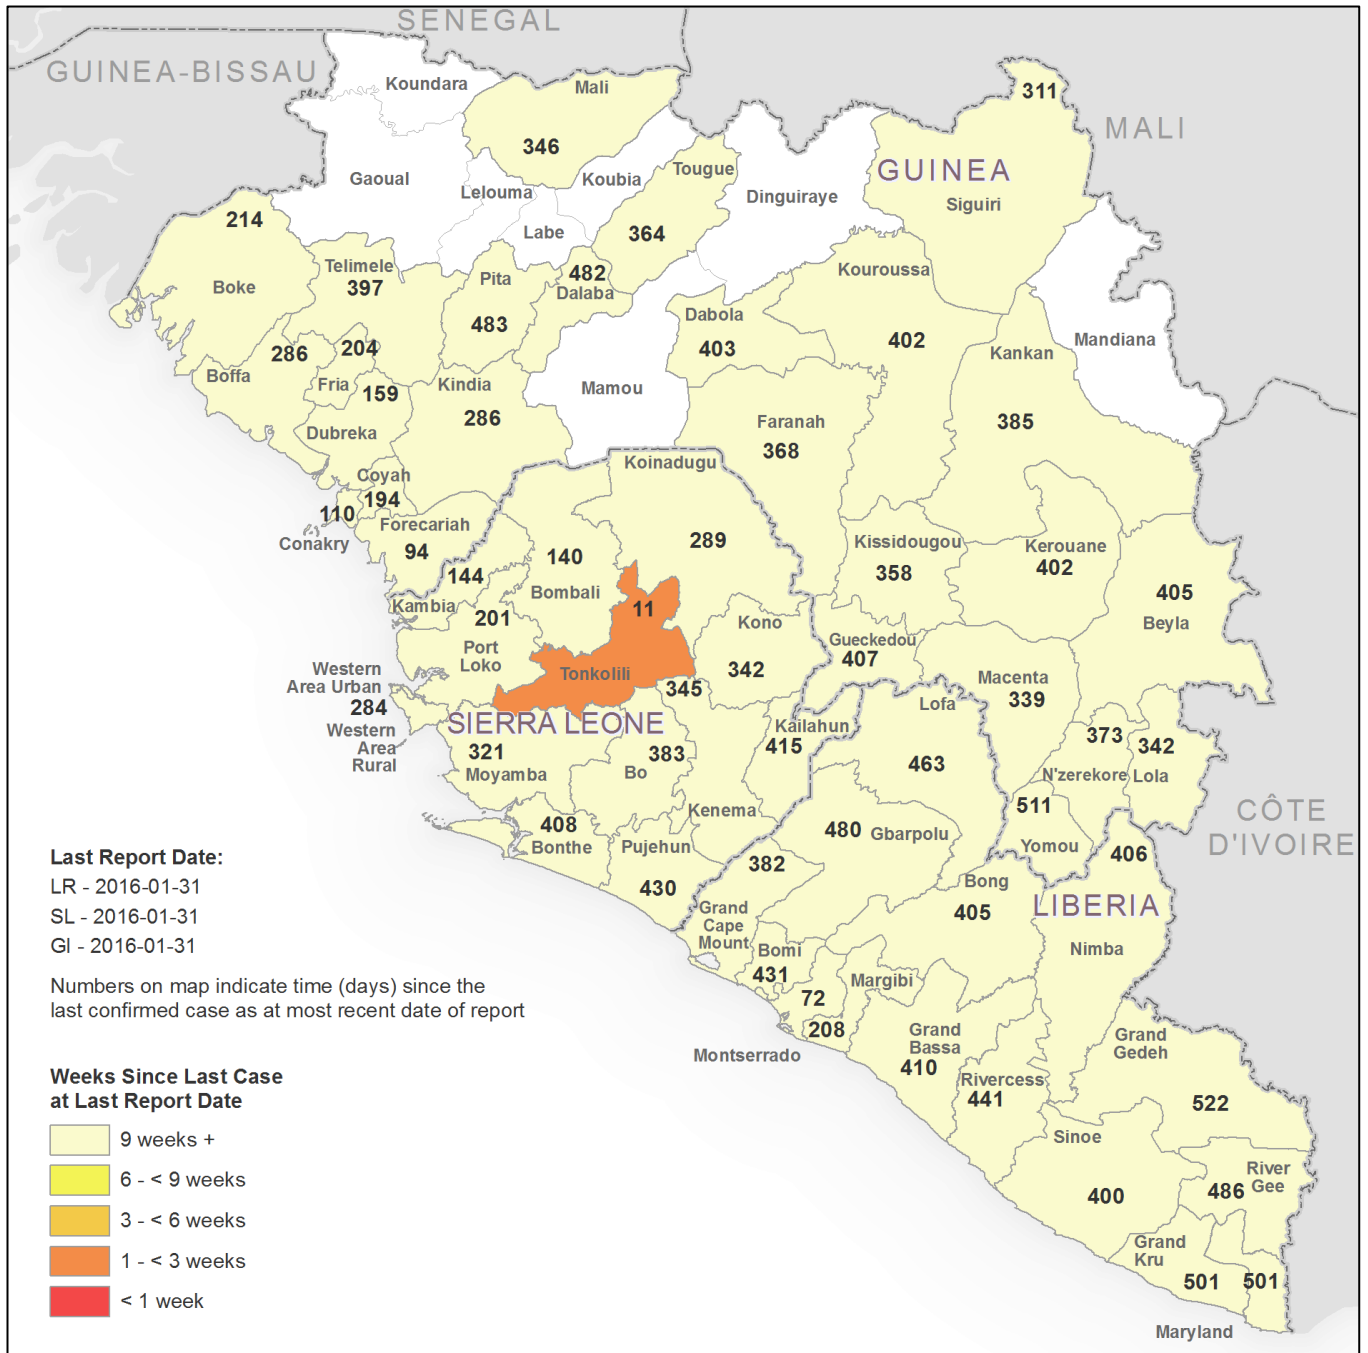 SENEGAL
GUINEA-BISSAU
Koundara
Mali
311
MALI
346
Gaoual
Lelouma
Koubia
Tougue
Dinguiraye
GUINEA
Siguiri
214
Labe
364
Boke
Telimele
397
Pita
482
Dalaba
Kouroussa
483
Dabola
403
402
Kankan
Mandiana
286
204
Boffa
Fria
159
Kindia
286
Mamou
Dubreka
Faranah
368
385
Koinadugu
Coyah
194
110
Conakry
Forecariah
94
140
289
Kissidougou
358
Kerouane
402
405
Beyla
144
Kambia
Bombali
11
201
Port
Loko
Kono
342
Gueckedou
407
Tonkolili
Macenta
339
Western
Area Urban
284
Western
Area
Rural
345
SIERRA LEONE
Lofa
Kailahun
415
373
342
321
Moyamba
383
Bo
463
N'zerekore
Lola
Kenema
511
Yomou
CÔTE
D'IVOIRE
408
Bonthe
Pujehun
430
480
Gbarpolu
382
406
Bong
405
LIBERIA
Grand
Cape
Mount
Bomi
431
Nimba
Margibi
72
208
Montserrado
Grand
Bassa
410
Grand
Gedeh
Rivercess
441
522
Sinoe
400
River
Gee
486
Grand
Kru
501
501
Maryland
Last Report Date:
LR - 2016-01-31
SL - 2016-01-31
GI - 2016-01-31
Numbers on map indicate time (days) since the
last confirmed case as at most recent date of report
Weeks Since Last Case
at Last Report Date
9 weeks +
6 - < 9 weeks
3 - < 6 weeks
1 - < 3 weeks
< 1 week